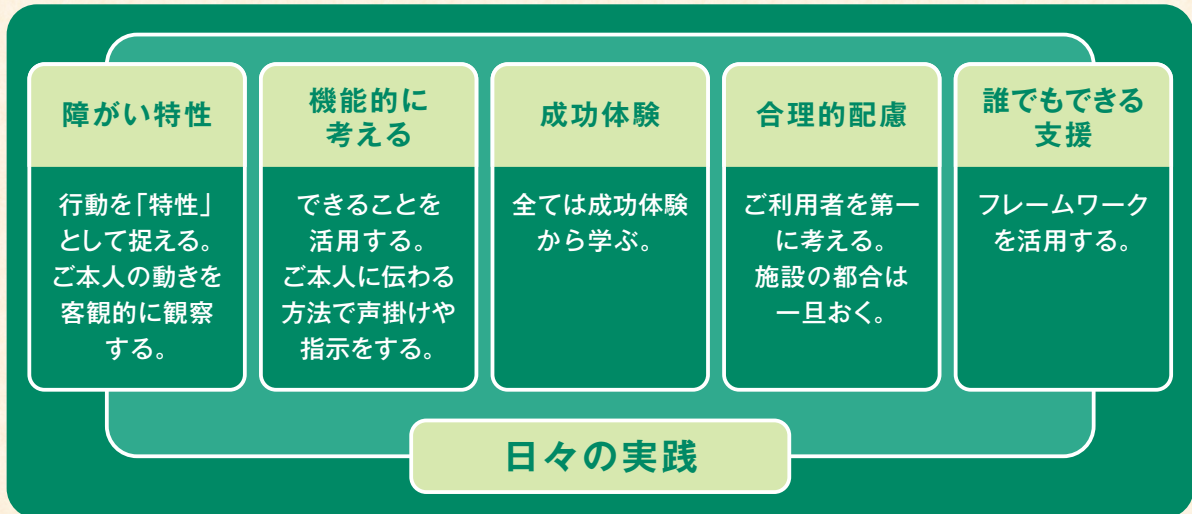 障がい特性
行動を「特性」
として捉える。
ご本人の動きを
客観的に観察
する。
機能的に
考える
できることを
活用する。
ご本人に伝わる
方法で声掛けや
指示をする。
成功体験
全ては成功体験
から学ぶ。
合理的配慮
ご利用者を第一
に考える。
施設の都合は
一旦おく。
誰でもできる
支援
フレームワーク
を活用する。
日々の実践